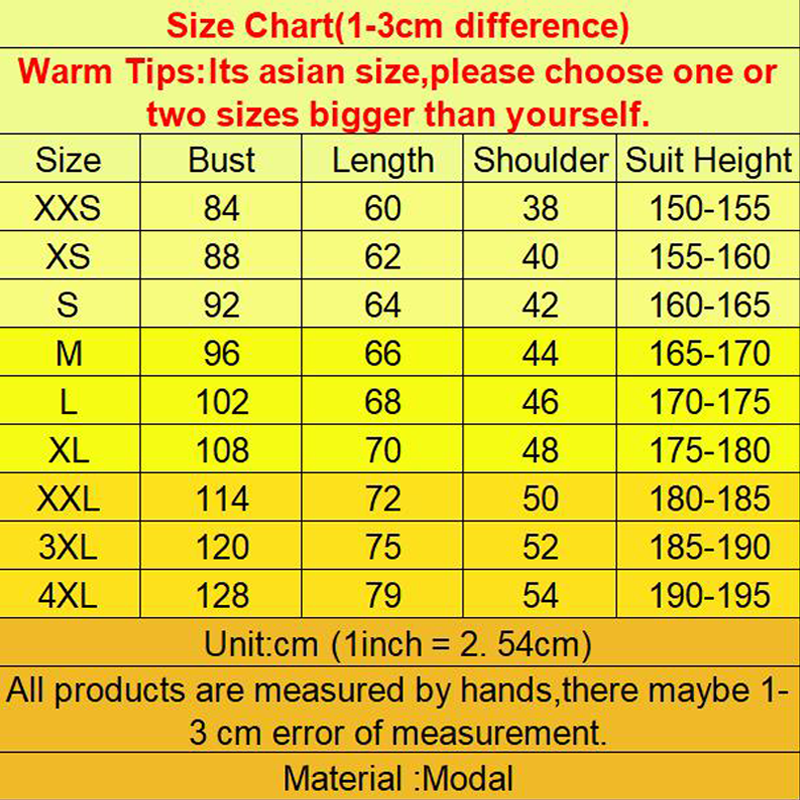 Size Chart(1-3cm difference)
Warm Tips:Its asian size,please choose one or
two sizes bigger than yourself.
Size Bust Length Shoulder Suit Height
XXS 84 60 38 150-155
XS 88 62 40 155-160
S 92 64 42 160-165
M 96 66 44 165-170
L 102 68 46 170-175
XL 108 70 48 175-180
XXL 114 72 50 180-185
3XL 120 75 52 185-190
4XL 128 79 54 190-195
Unit:cm (1inch = 2. 54cm)
All products are measured by hands,there maybe 1-
3 cm error of measurement.
Material :Modal